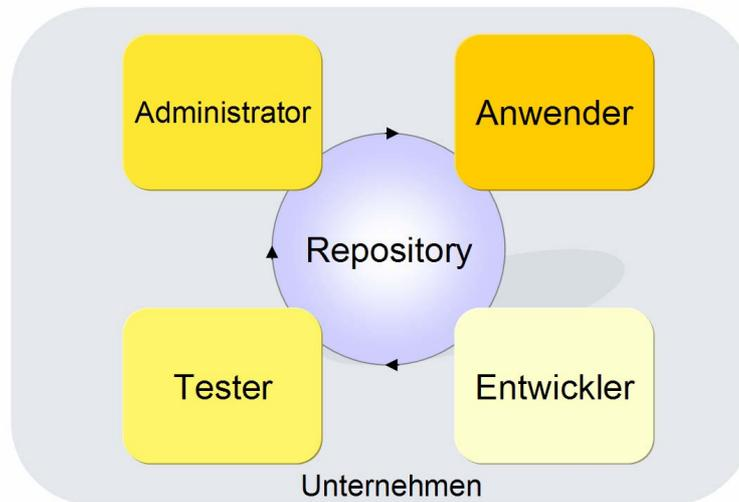 Administrator
Anwender
Repository
Tester
Entwickler
Unternehmen